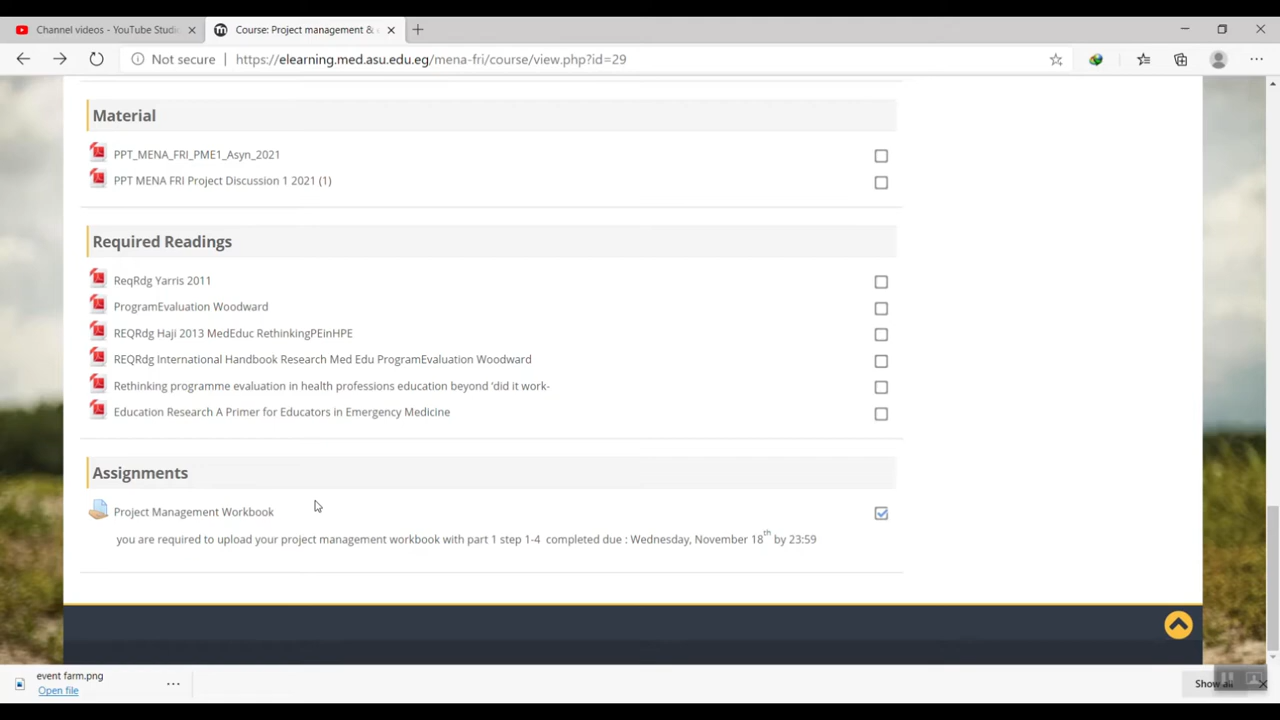 Channel videos - YouTube Studi
Course: Project management &
Not secure
https://elearning.med.asu.edu.eg/mena-fri/course/view.php?id=29
Material
PPT_MENA_FRI_PME1_Asyn_2021
PPT MENA FRI Project Discussion 1 2021 (1)
Required Readings
ReqRdg Yarris 2011
ProgramEvaluation Woodward
REQRdg Haji 2013 MedEduc RethinkingPEinHPE
REQRdg International Handbook Research Med Edu ProgramEvaluation Woodward
Rethinking programme evaluation in health professions education beyond 'did it work-
Education Research A Primer for Educators in Emergency Medicine
Assignments
Project Management Workbook
you are required to upload your project management workbook with part 1 step 1-4 completed due : Wednesday, November 18th by 23:59
event farm.png
Open file
Show all